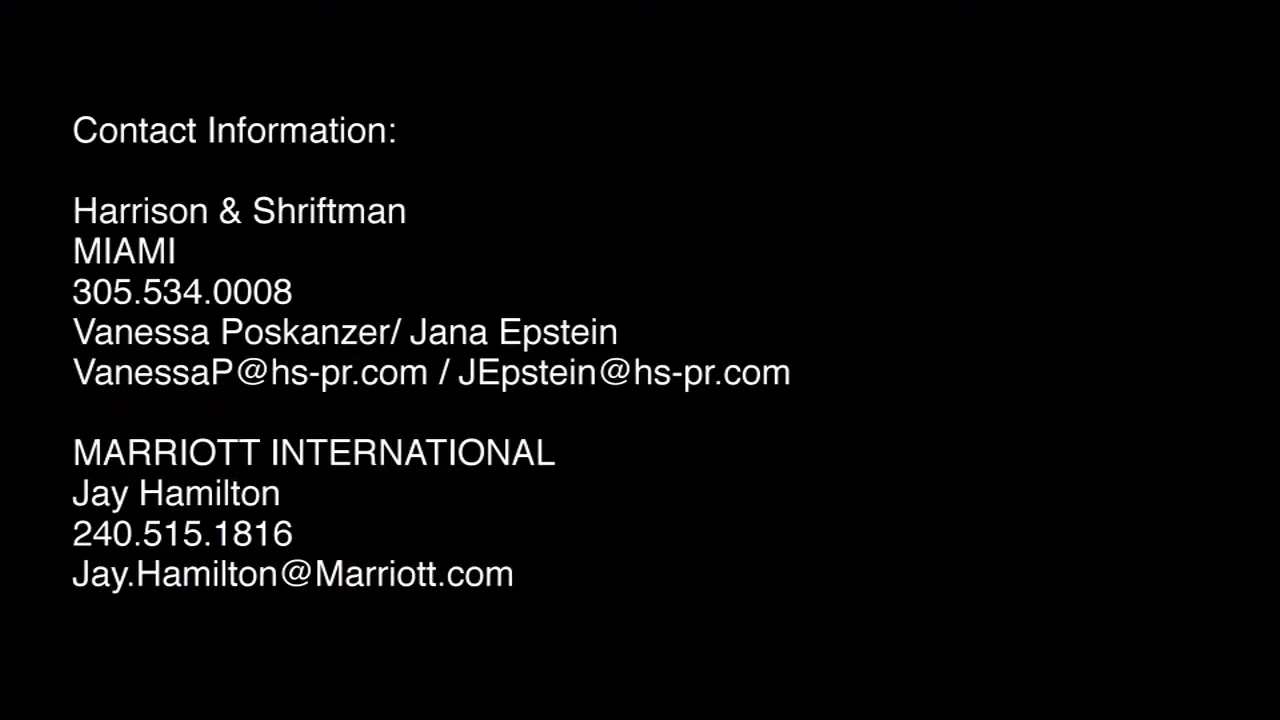 Contact Information:
Harrison & Shriftman
MIAMI
305.534.0008
Vanessa Poskanzer/ Jana Epstein
VanessaP@hs-pr.com / JEpstein@hs-pr.com
MARRIOTT INTERNATIONAL
Jay Hamilton
240.515.1816
Jay.Hamilton@Marriott.com